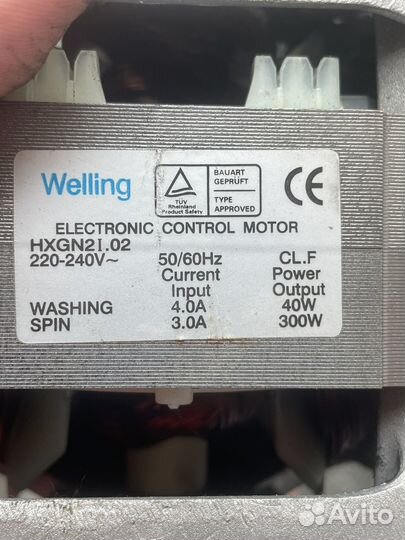 Welling
TÜV
Rheinland
Product Safety
BAUART
GEPRÜFT
TYPE
APPROVED
CE
ELECTRONIC CONTROL MOTOR
HXGN2I.02
220-240V~ 50/60Hz CL.F
Current Power
Input Output
WASHING 4.0A 40W
SPIN 3.0A 300W
Avito